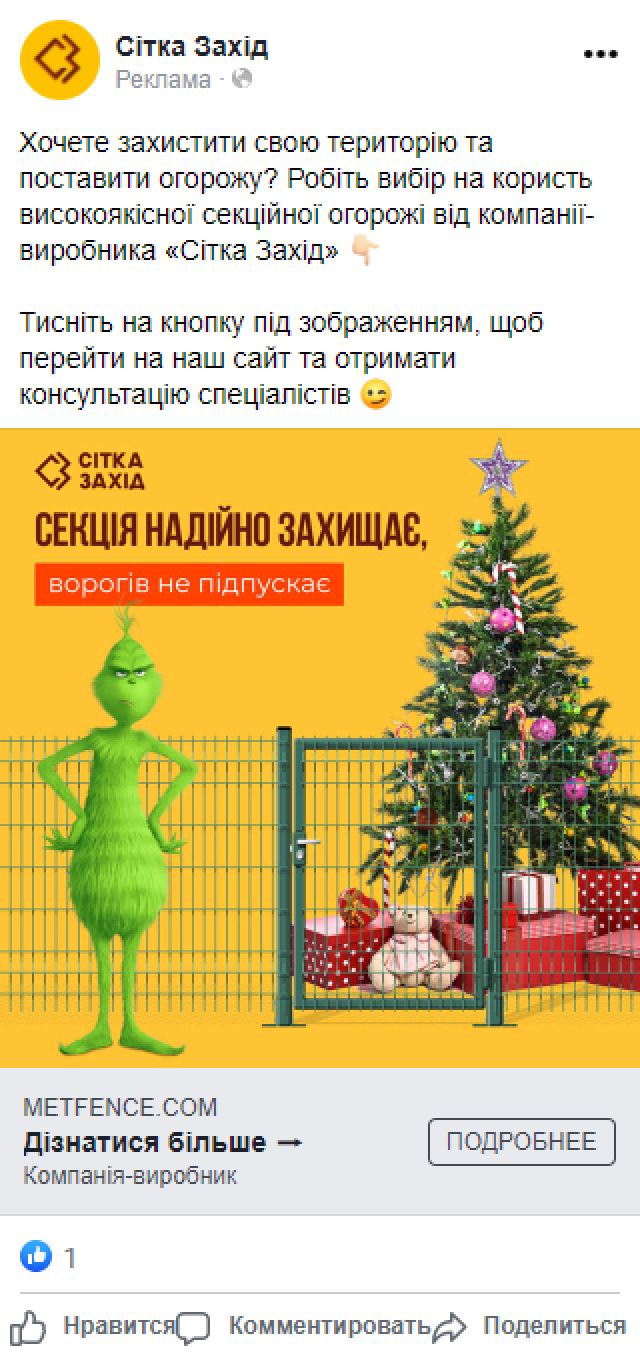 Сітка Захід
Реклама ·
Хочете захистити свою територію та
поставити огорожу? Робіть вибір на користь
високоякісної секційної огорожі від компанії-
виробника «Сітка Захід» 👇🏻
Тисніть на кнопку під зображенням, щоб
перейти на наш сайт та отримати
консультацію спеціалістів 😉
СІТКА
ЗАХІД
СЕКЦІЯ НАДІЙНО ЗАХИЩАЄ,
ворогів не підпускає
METFENCE.COM
Дізнатися більше →
Компанія-виробник
ПОДРОБНЕЕ
1
Нравится Комментировать Поделиться